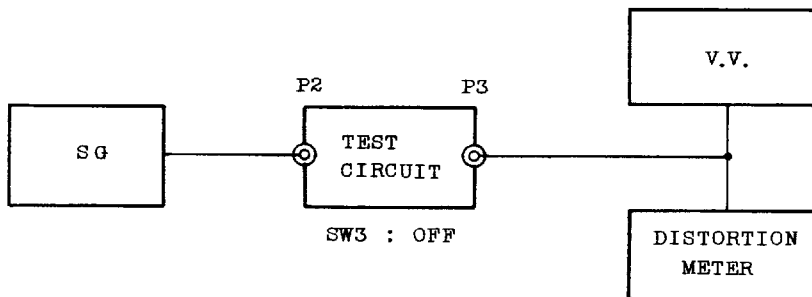 V.V.
P2
P3
SG
TEST
CIRCUIT
SW3 : OFF
DISTORTION
METER